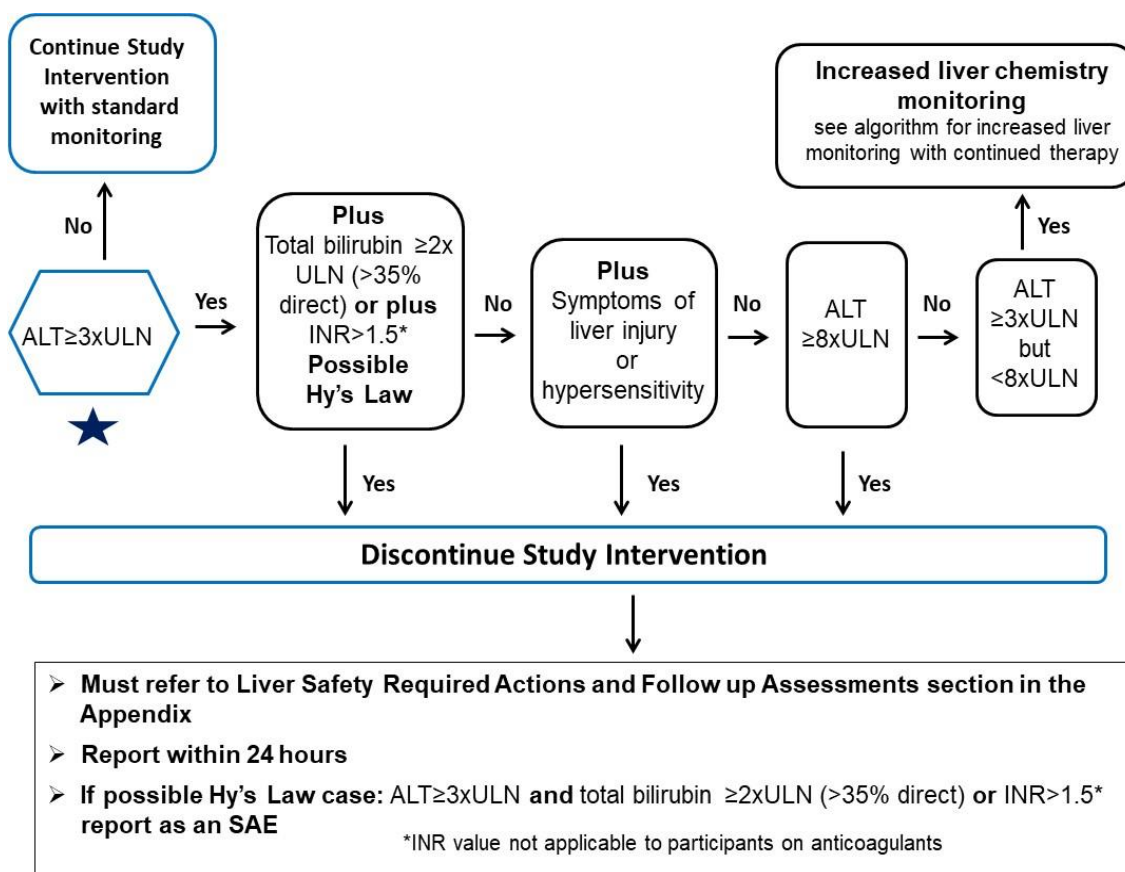 Continue Study
Intervention
with standard
monitoring
Increased liver chemistry
monitoring
see algorithm for increased liver
monitoring with continued therapy
No
Yes
ALT≥3xULN
Yes
Plus
Total bilirubin ≥2x
ULN (>35%
direct) or plus
INR>1.5*
Possible
Hy's Law
No
Plus
Symptoms of
liver injury
or
hypersensitivity
No
ALT
≥8xULN
No
ALT
≥3xULN
but
<8xULN
Yes
Yes
Yes
Discontinue Study Intervention
➢ Must refer to Liver Safety Required Actions and Follow up Assessments section in the
Appendix
➢ Report within 24 hours
➢ If possible Hy's Law case: ALT≥3xULN and total bilirubin ≥2xULN (>35% direct) or INR>1.5*
report as an SAE
*INR value not applicable to participants on anticoagulants